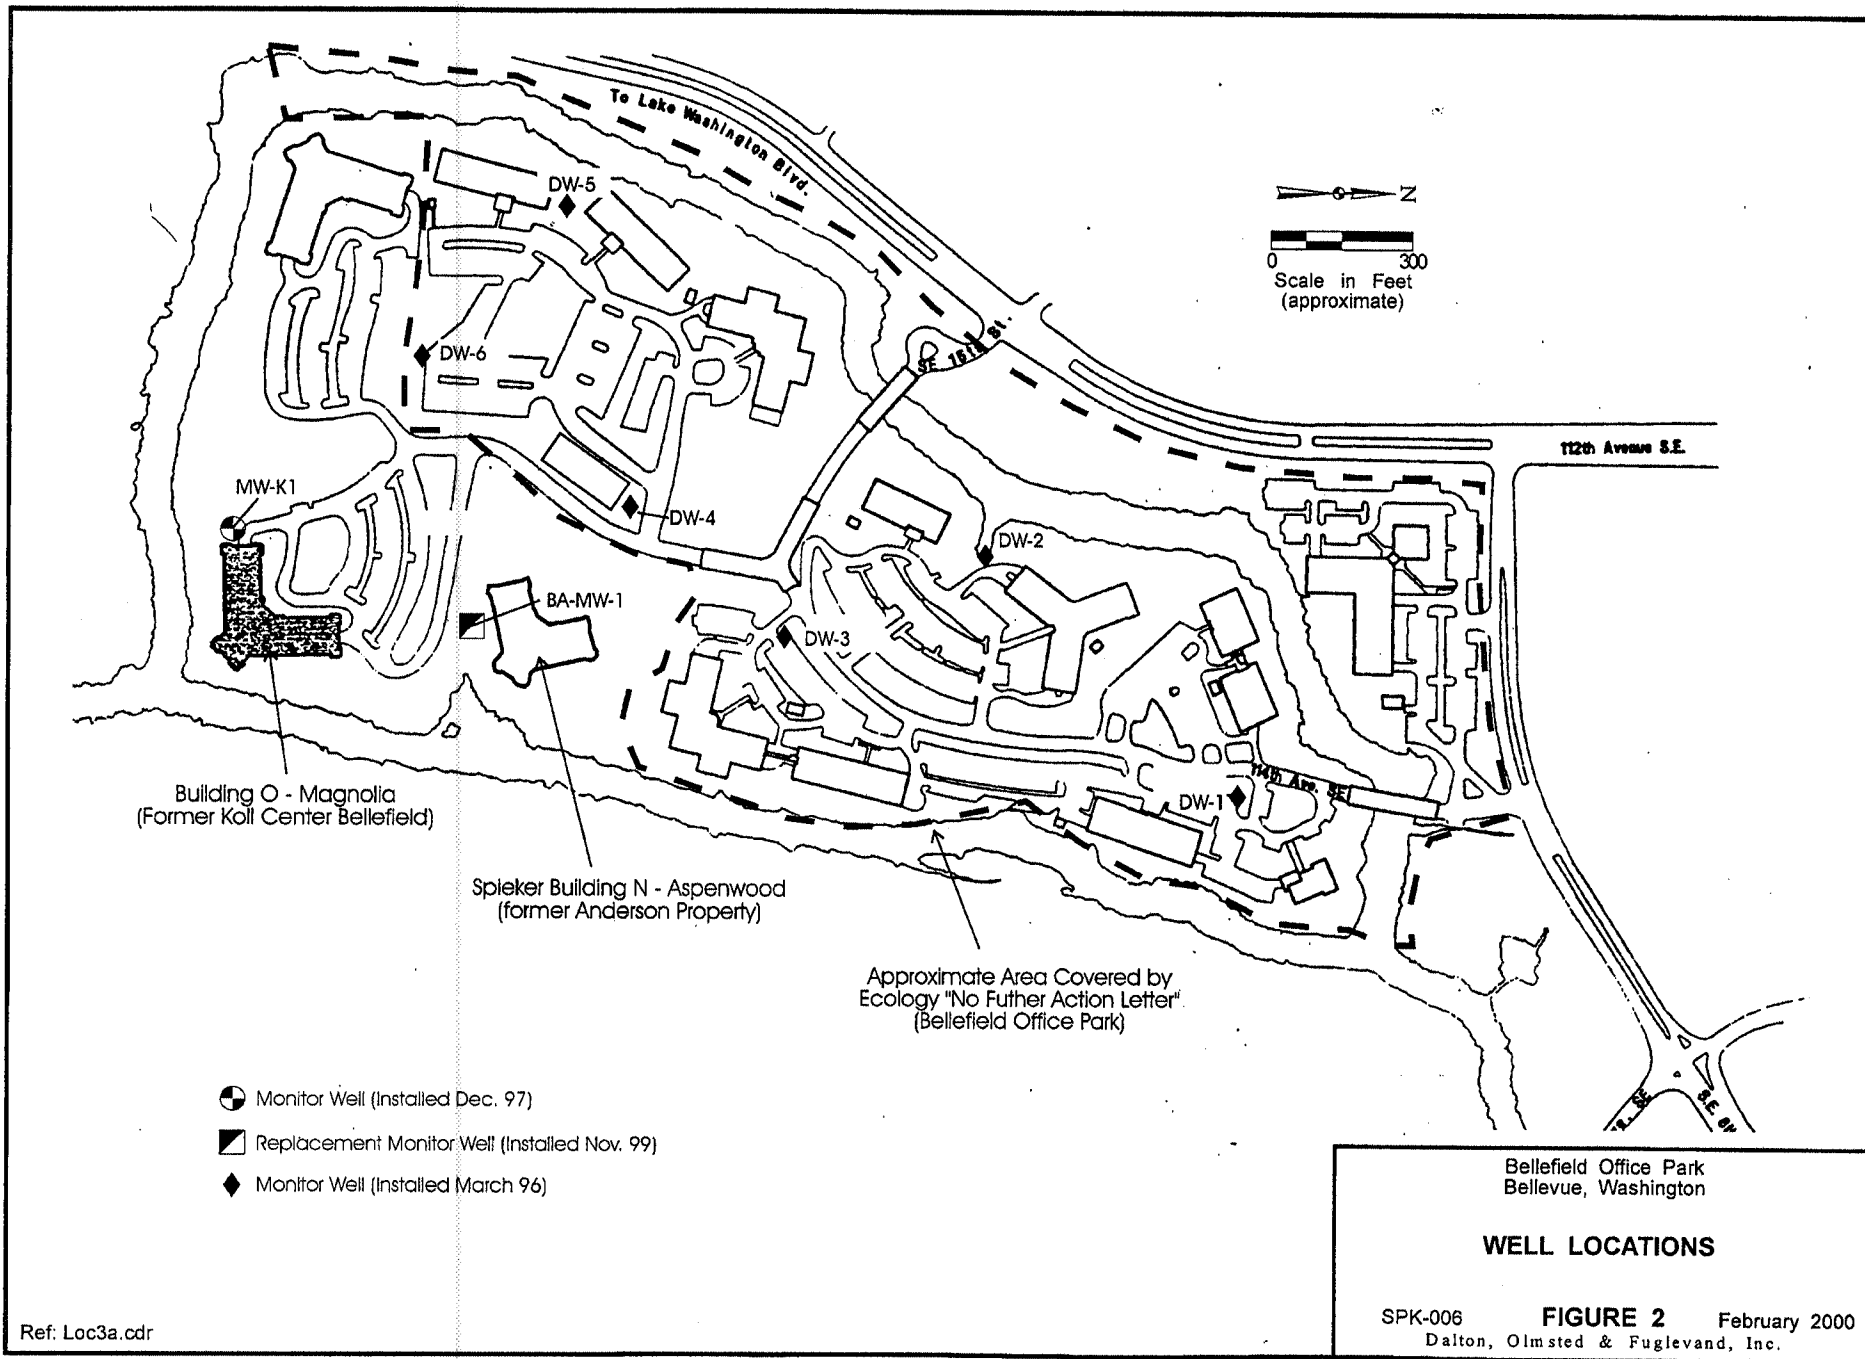 To Lake Washington Blvd.
DW-5
N
0 300
Scale in Feet
(approximate)
DW-6
SE 15th St.
112th Avenue S.E.
MW-K1
DW-4
DW-2
BA-MW-1
DW-3
114th Ave. SE
DW-1
Building O - Magnolia
(Former Koll Center Bellefield)
Spieker Building N - Aspenwood
(former Anderson Property)
Approximate Area Covered by
Ecology "No Futher Action Letter"
(Bellefield Office Park)
Monitor Well (Installed Dec. 97)
Replacement Monitor Well (Installed Nov. 99)
Monitor Well (Installed March 96)
SE
S.E.
Bellefield Office Park
Bellevue, Washington
WELL LOCATIONS
SPK-006 FIGURE 2 February 2000
Dalton, Olmsted & Fuglevand, Inc.
Ref: Loc3a.cdr